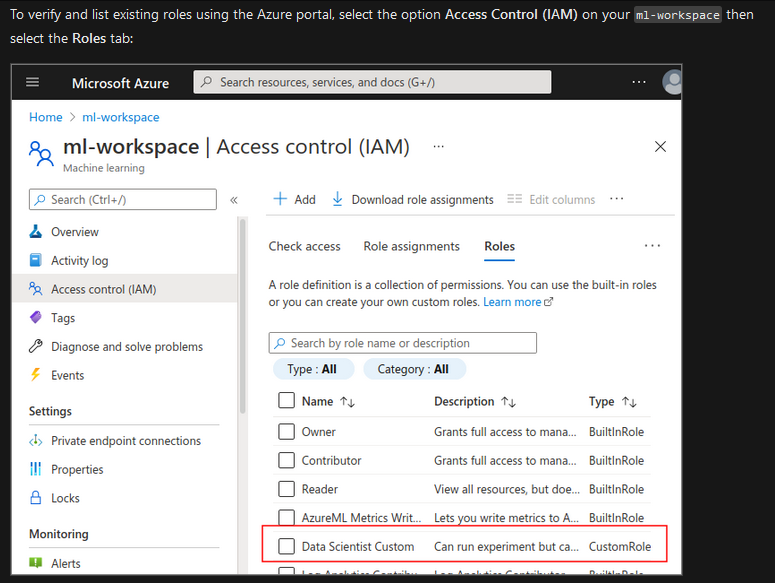 To verify and list existing roles using the Azure portal, select the option Access Control (IAM) on your ml-workspace then
select the Roles tab:
Microsoft Azure
Search resources, services, and docs (G+/)
Home > ml-workspace
ml-workspace | Access control (IAM)
Machine learning
Search (Ctrl+/)
Add
Download role assignments
Edit columns
Overview
Activity log
Access control (IAM)
Tags
Diagnose and solve problems
Events
Settings
Private endpoint connections
Properties
Locks
Monitoring
Alerts
Check access
Role assignments
Roles
A role definition is a collection of permissions. You can use the built-in roles
or you can create your own custom roles. Learn more
Search by role name or description
Type : All
Category : All
Name Description Type
Owner Grants full access to mana... BuiltInRole
Contributor Grants full access to mana... BuiltInRole
Reader View all resources, but doe... BuiltInRole
AzureML Metrics Writ... Lets you write metrics to A... BuiltInRole
Data Scientist Custom Can run experiment but ca... CustomRole